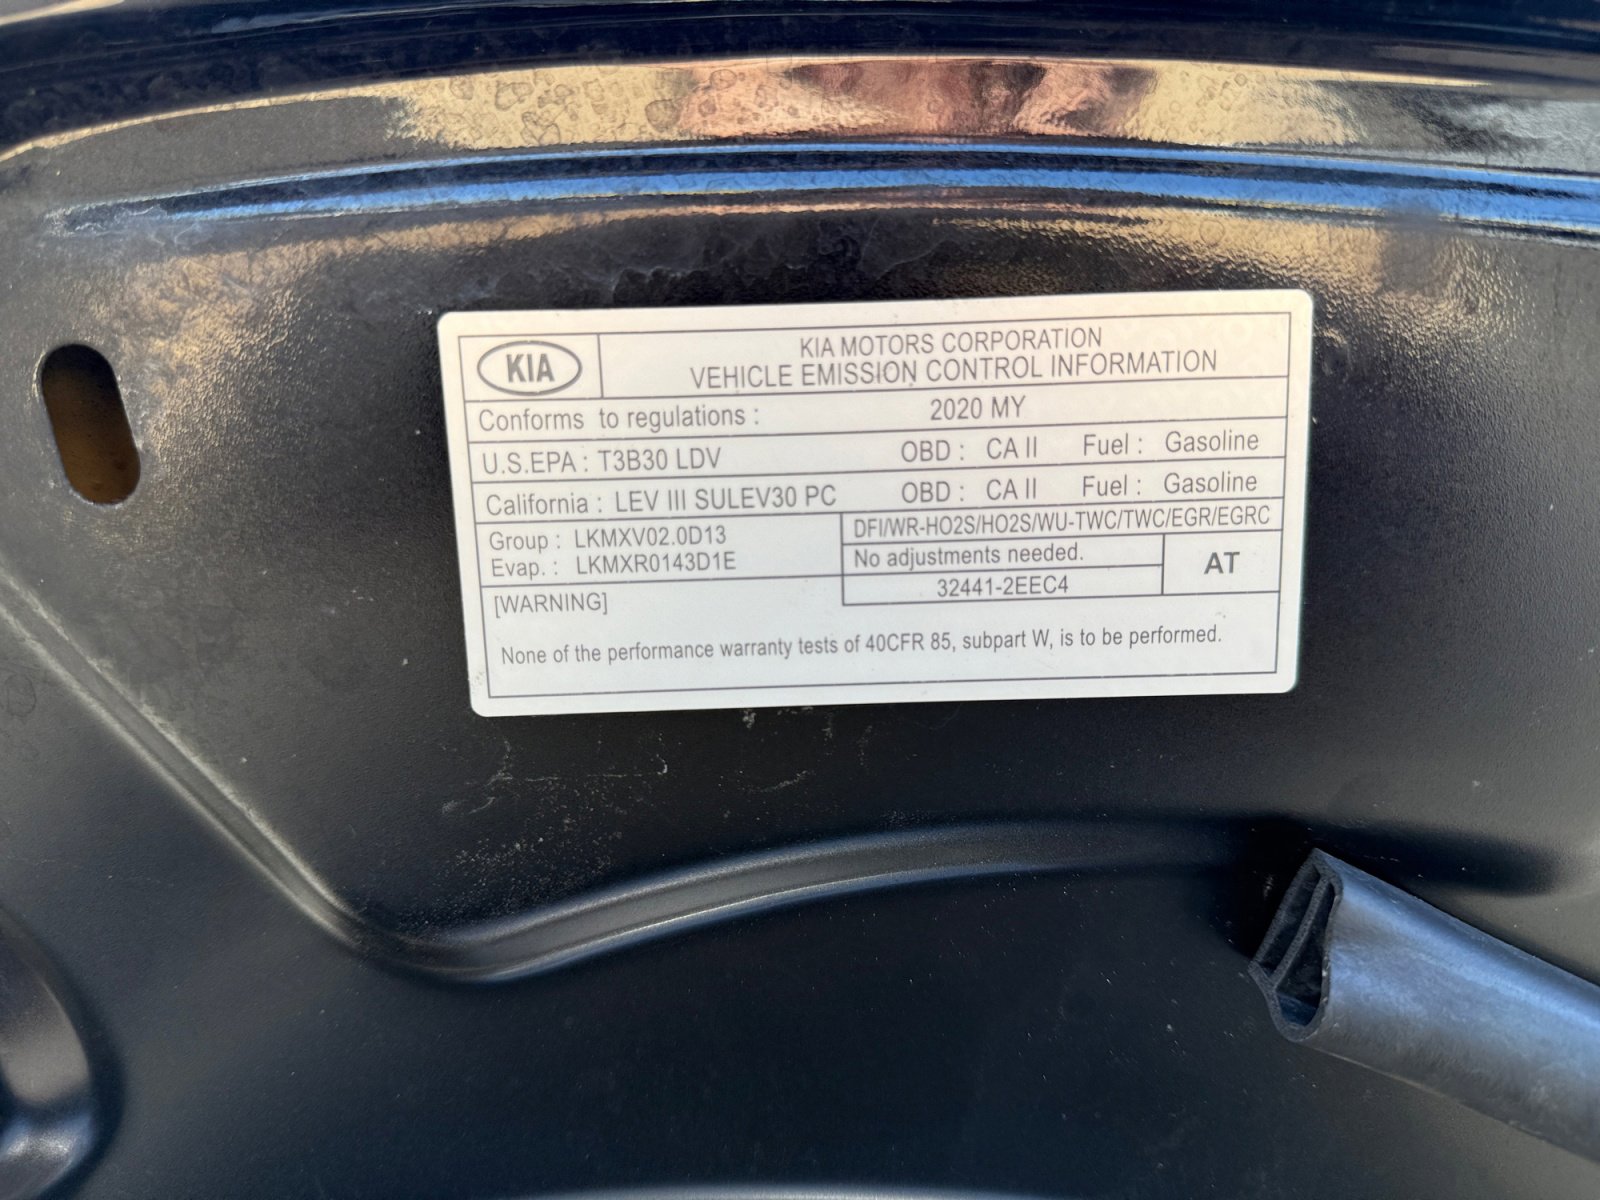 KIA
KIA MOTORS CORPORATION
VEHICLE EMISSION CONTROL INFORMATION
Conforms to regulations : 2020 MY
U.S.EPA : T3B30 LDV OBD : CA II Fuel : Gasoline
California : LEV III SULEV30 PC OBD : CA II Fuel : Gasoline
Group : LKMXV02.0D13
Evap. : LKMXR0143D1E
DFI/WR-HO2S/HO2S/WU-TWC/TWC/EGR/EGRC
No adjustments needed.
AT
32441-2EEC4
[WARNING]
None of the performance warranty tests of 40CFR 85, subpart W, is to be performed.